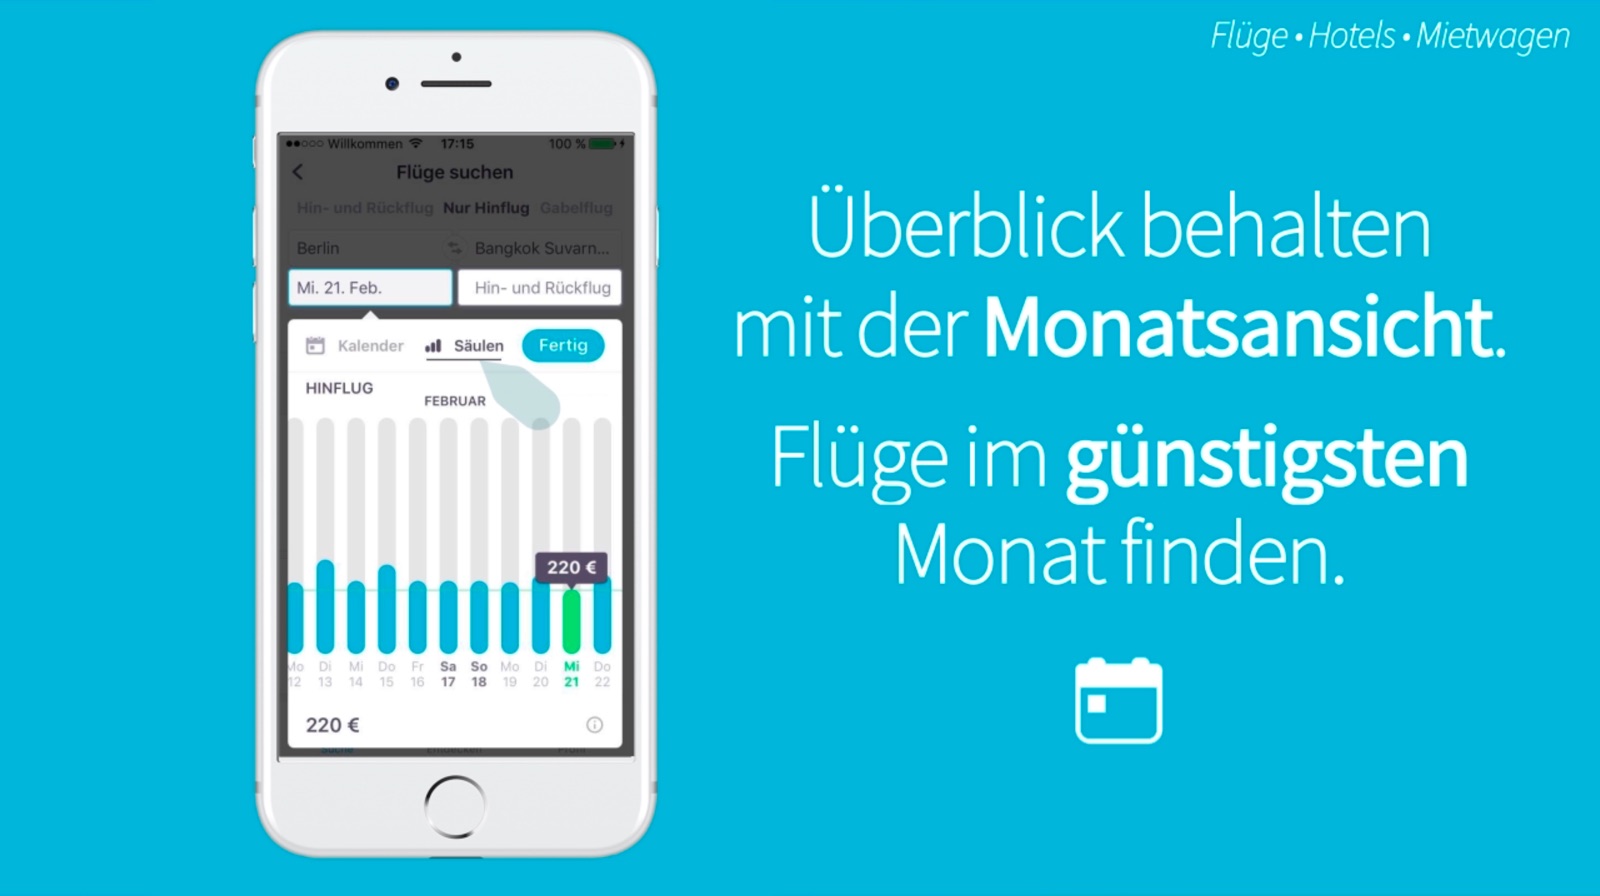 Flüge • Hotels • Mietwagen
Willkommen 17:15 100 %
Flüge suchen
Hin- und Rückflug Nur Hinflug Gabelflug
Berlin Bangkok Suvarn...
Mi. 21. Feb. Hin- und Rückflug
Kalender Säulen Fertig
HINFLUG
FEBRUAR
220 €
Mo Di Mi Do Fr Sa So Mo Di Mi Do
12 13 14 15 16 17 18 19 20 21 22
220 €
Überblick behalten
mit der Monatsansicht.
Flüge im günstigsten
Monat finden.